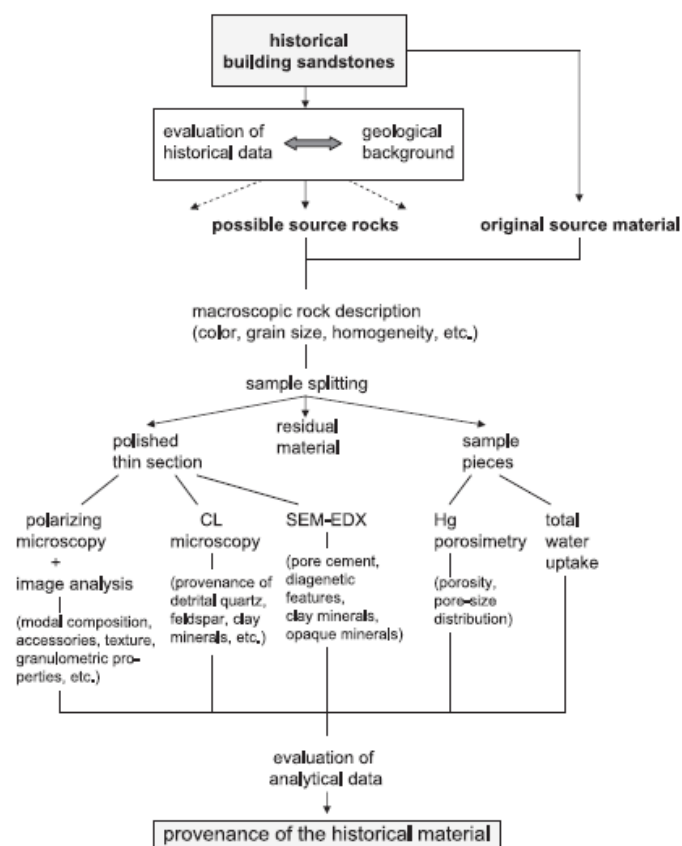 historical
building sandstones
evaluation of
historical data
geological
background
possible source rocks
original source material
macroscopic rock description
(color, grain size, homogeneity, etc.)
sample splitting
polished
thin section
residual
material
sample
pieces
polarizing
microscopy
+
image analysis
(modal composition,
accessories, texture,
granulometric pro-
perties, etc.)
CL
microscopy
(provenance of
detrital quartz,
feldspar, clay
minerals, etc.)
SEM-EDX
(pore cement,
diagenetic
features,
clay minerals,
opaque minerals)
Hg
porosimetry
(porosity,
pore-size
distribution)
total
water
uptake
evaluation of
analytical data
provenance of the historical material